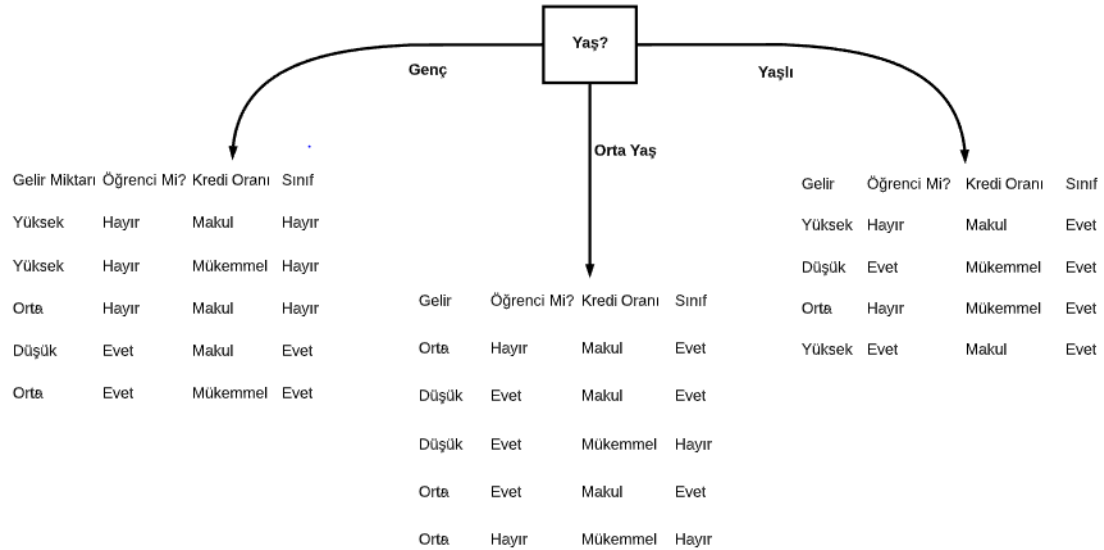 Yaş?
Genç
Yaşlı
Orta Yaş
Gelir Miktarı Öğrenci Mi? Kredi Oranı Sınıf
Yüksek Hayır Makul Hayır
Yüksek Hayır Mükemmel Hayır
Orta Hayır Makul Hayır
Düşük Evet Makul Evet
Orta Evet Mükemmel Evet
Gelir Öğrenci Mi? Kredi Oranı Sınıf
Orta Hayır Makul Evet
Düşük Evet Makul Evet
Düşük Evet Mükemmel Hayır
Orta Evet Makul Evet
Orta Hayır Mükemmel Hayır
Gelir Öğrenci Mi? Kredi Oranı Sınıf
Yüksek Hayır Makul Evet
Düşük Evet Mükemmel Evet
Orta Hayır Mükemmel Evet
Yüksek Evet Makul Evet